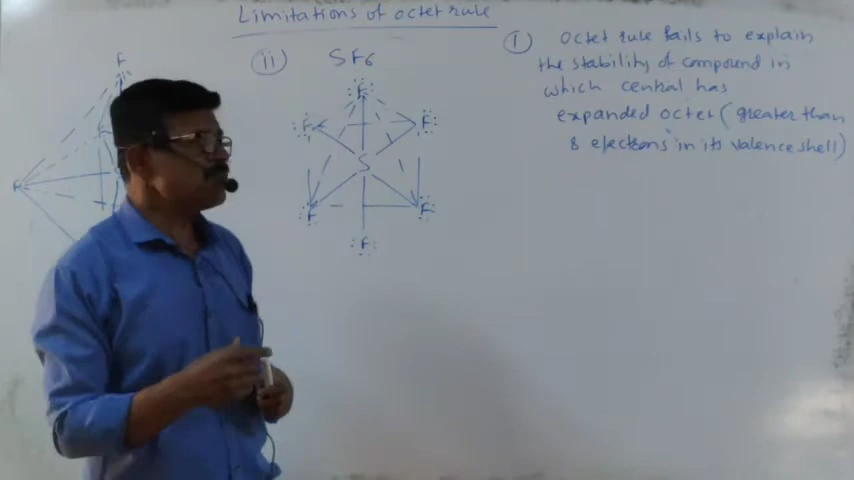 Limitations of octet rule
ii) SF6
F
F
F
F
F
S
F
F
F
F
i) Octet rule fails to explain
the stability of compound in
which central has
expanded octet (greater than
8 electrons in its valence shell)